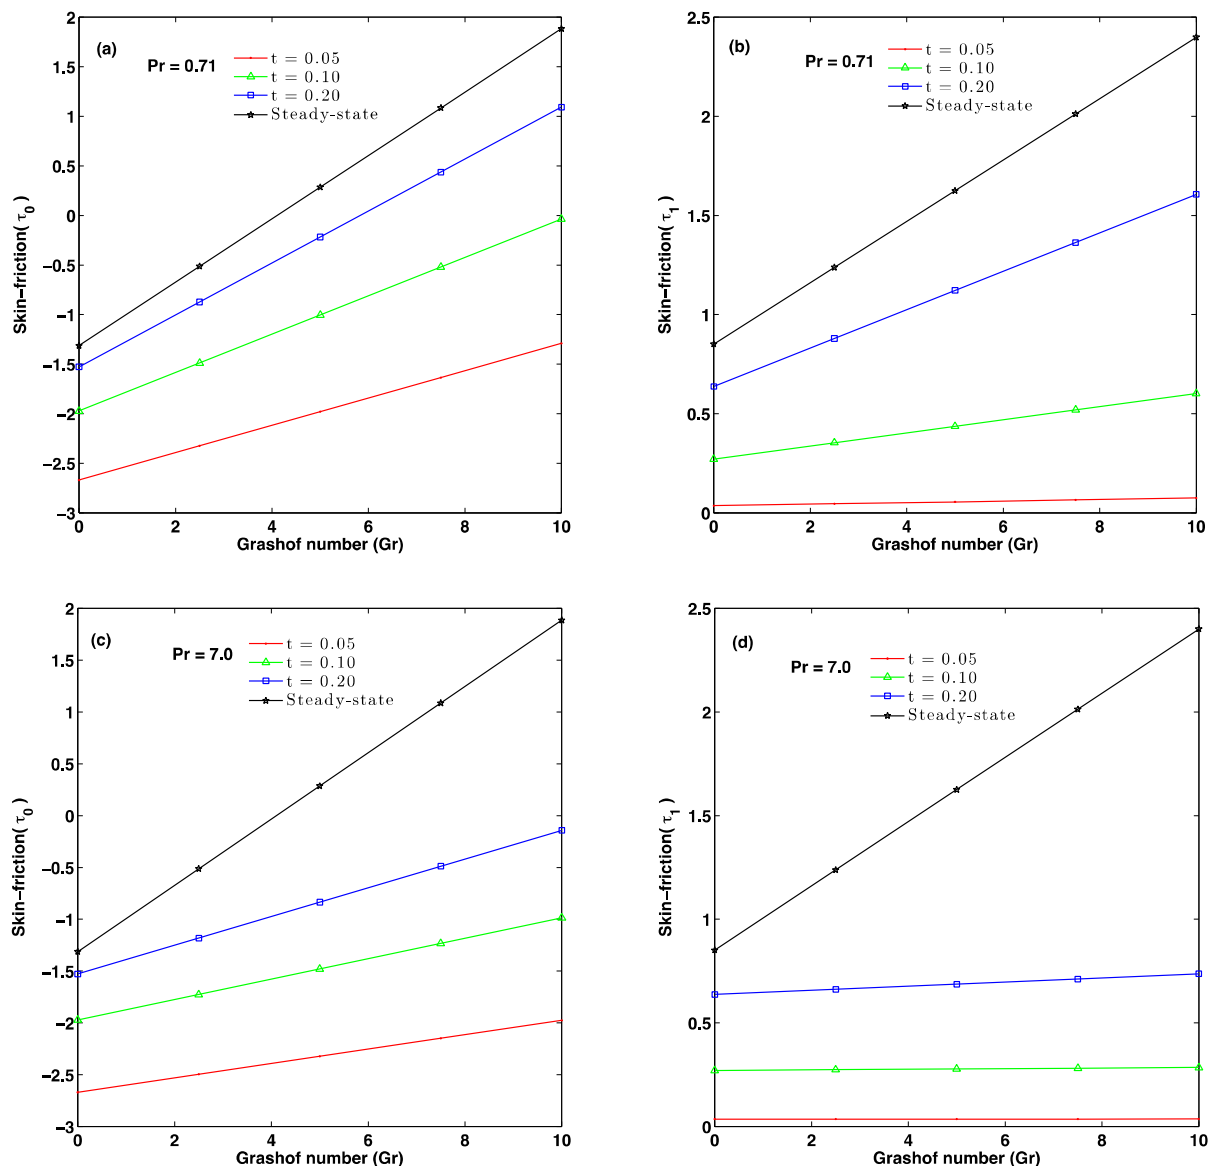 (a)
Pr = 0.71
t = 0.05
t = 0.10
t = 0.20
Steady-state
2
1.5
1
0.5
0
−0.5
−1
−1.5
−2
−2.5
−3
Skin−friction(τ0)
0 2 4 6 8 10
Grashof number (Gr)
(b)
Pr = 0.71
t = 0.05
t = 0.10
t = 0.20
Steady-state
2.5
2
1.5
1
0.5
0
Skin−friction(τ1)
0 2 4 6 8 10
Grashof number (Gr)
(c)
Pr = 7.0
t = 0.05
t = 0.10
t = 0.20
Steady-state
2
1.5
1
0.5
0
−0.5
−1
−1.5
−2
−2.5
−3
Skin−friction(τ0)
0 2 4 6 8 10
Grashof number (Gr)
(d)
Pr = 7.0
t = 0.05
t = 0.10
t = 0.20
Steady-state
2.5
2
1.5
1
0.5
0
Skin−friction(τ1)
0 2 4 6 8 10
Grashof number (Gr)